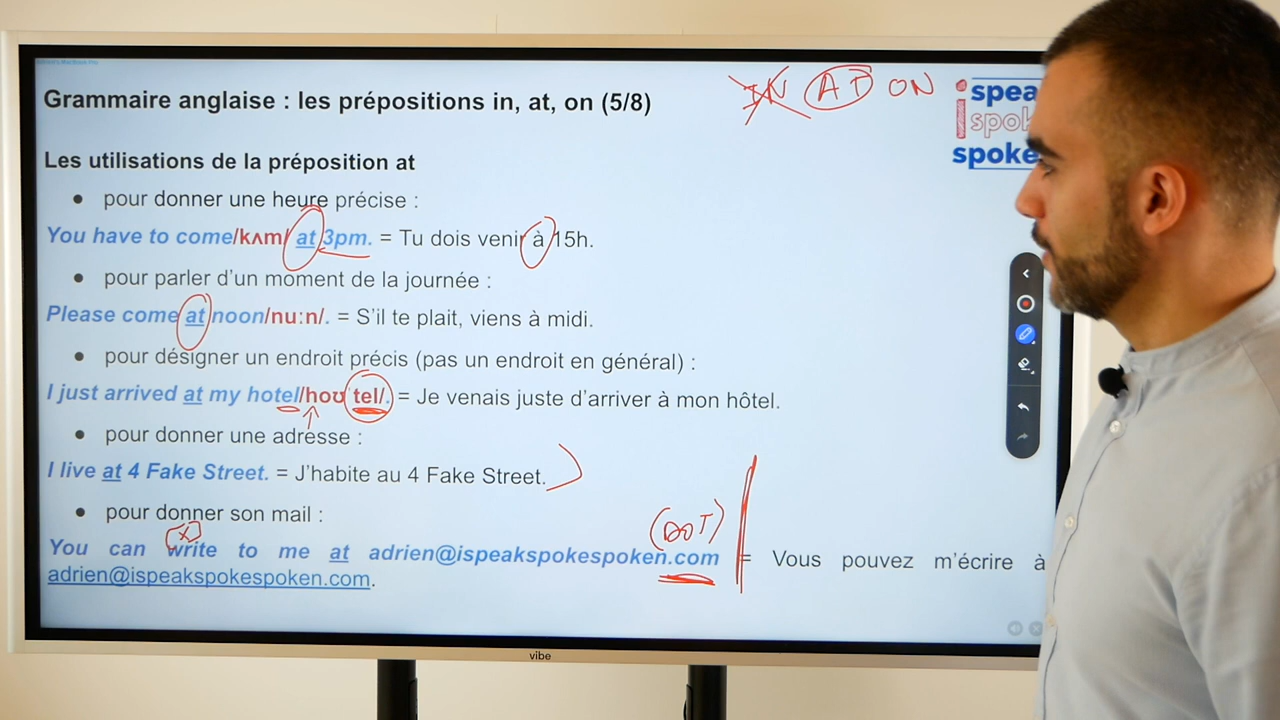 Grammaire anglaise : les prépositions in, at, on (5/8)
IN AT ON
spea
spok
spoke
Les utilisations de la préposition at
• pour donner une heure précise :
You have to come/kʌm/ at 3pm. = Tu dois venir à 15h.
• pour parler d'un moment de la journée :
Please come at noon/nuːn/. = S'il te plait, viens à midi.
• pour désigner un endroit précis (pas un endroit en général) :
I just arrived at my hotel/hoʊ tel/. = Je venais juste d'arriver à mon hôtel.
• pour donner une adresse :
I live at 4 Fake Street. = J'habite au 4 Fake Street.
• pour donner son mail :
(X)
(DOT)
You can write to me at adrien@ispeakspokespoken.com = Vous pouvez m'écrire à
adrien@ispeakspokespoken.com.
vibe